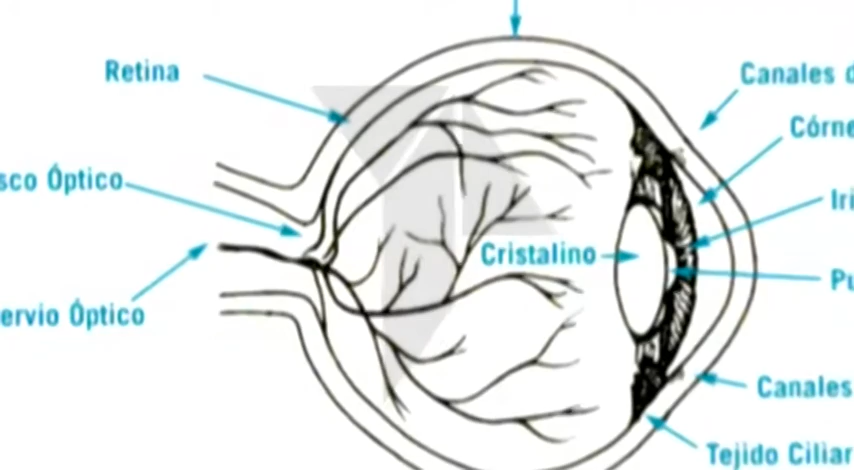 Retina
Canales d
Córne
sco Óptico
Iri
Cristalino
Pu
ervio Óptico
Canales
Tejido Ciliar